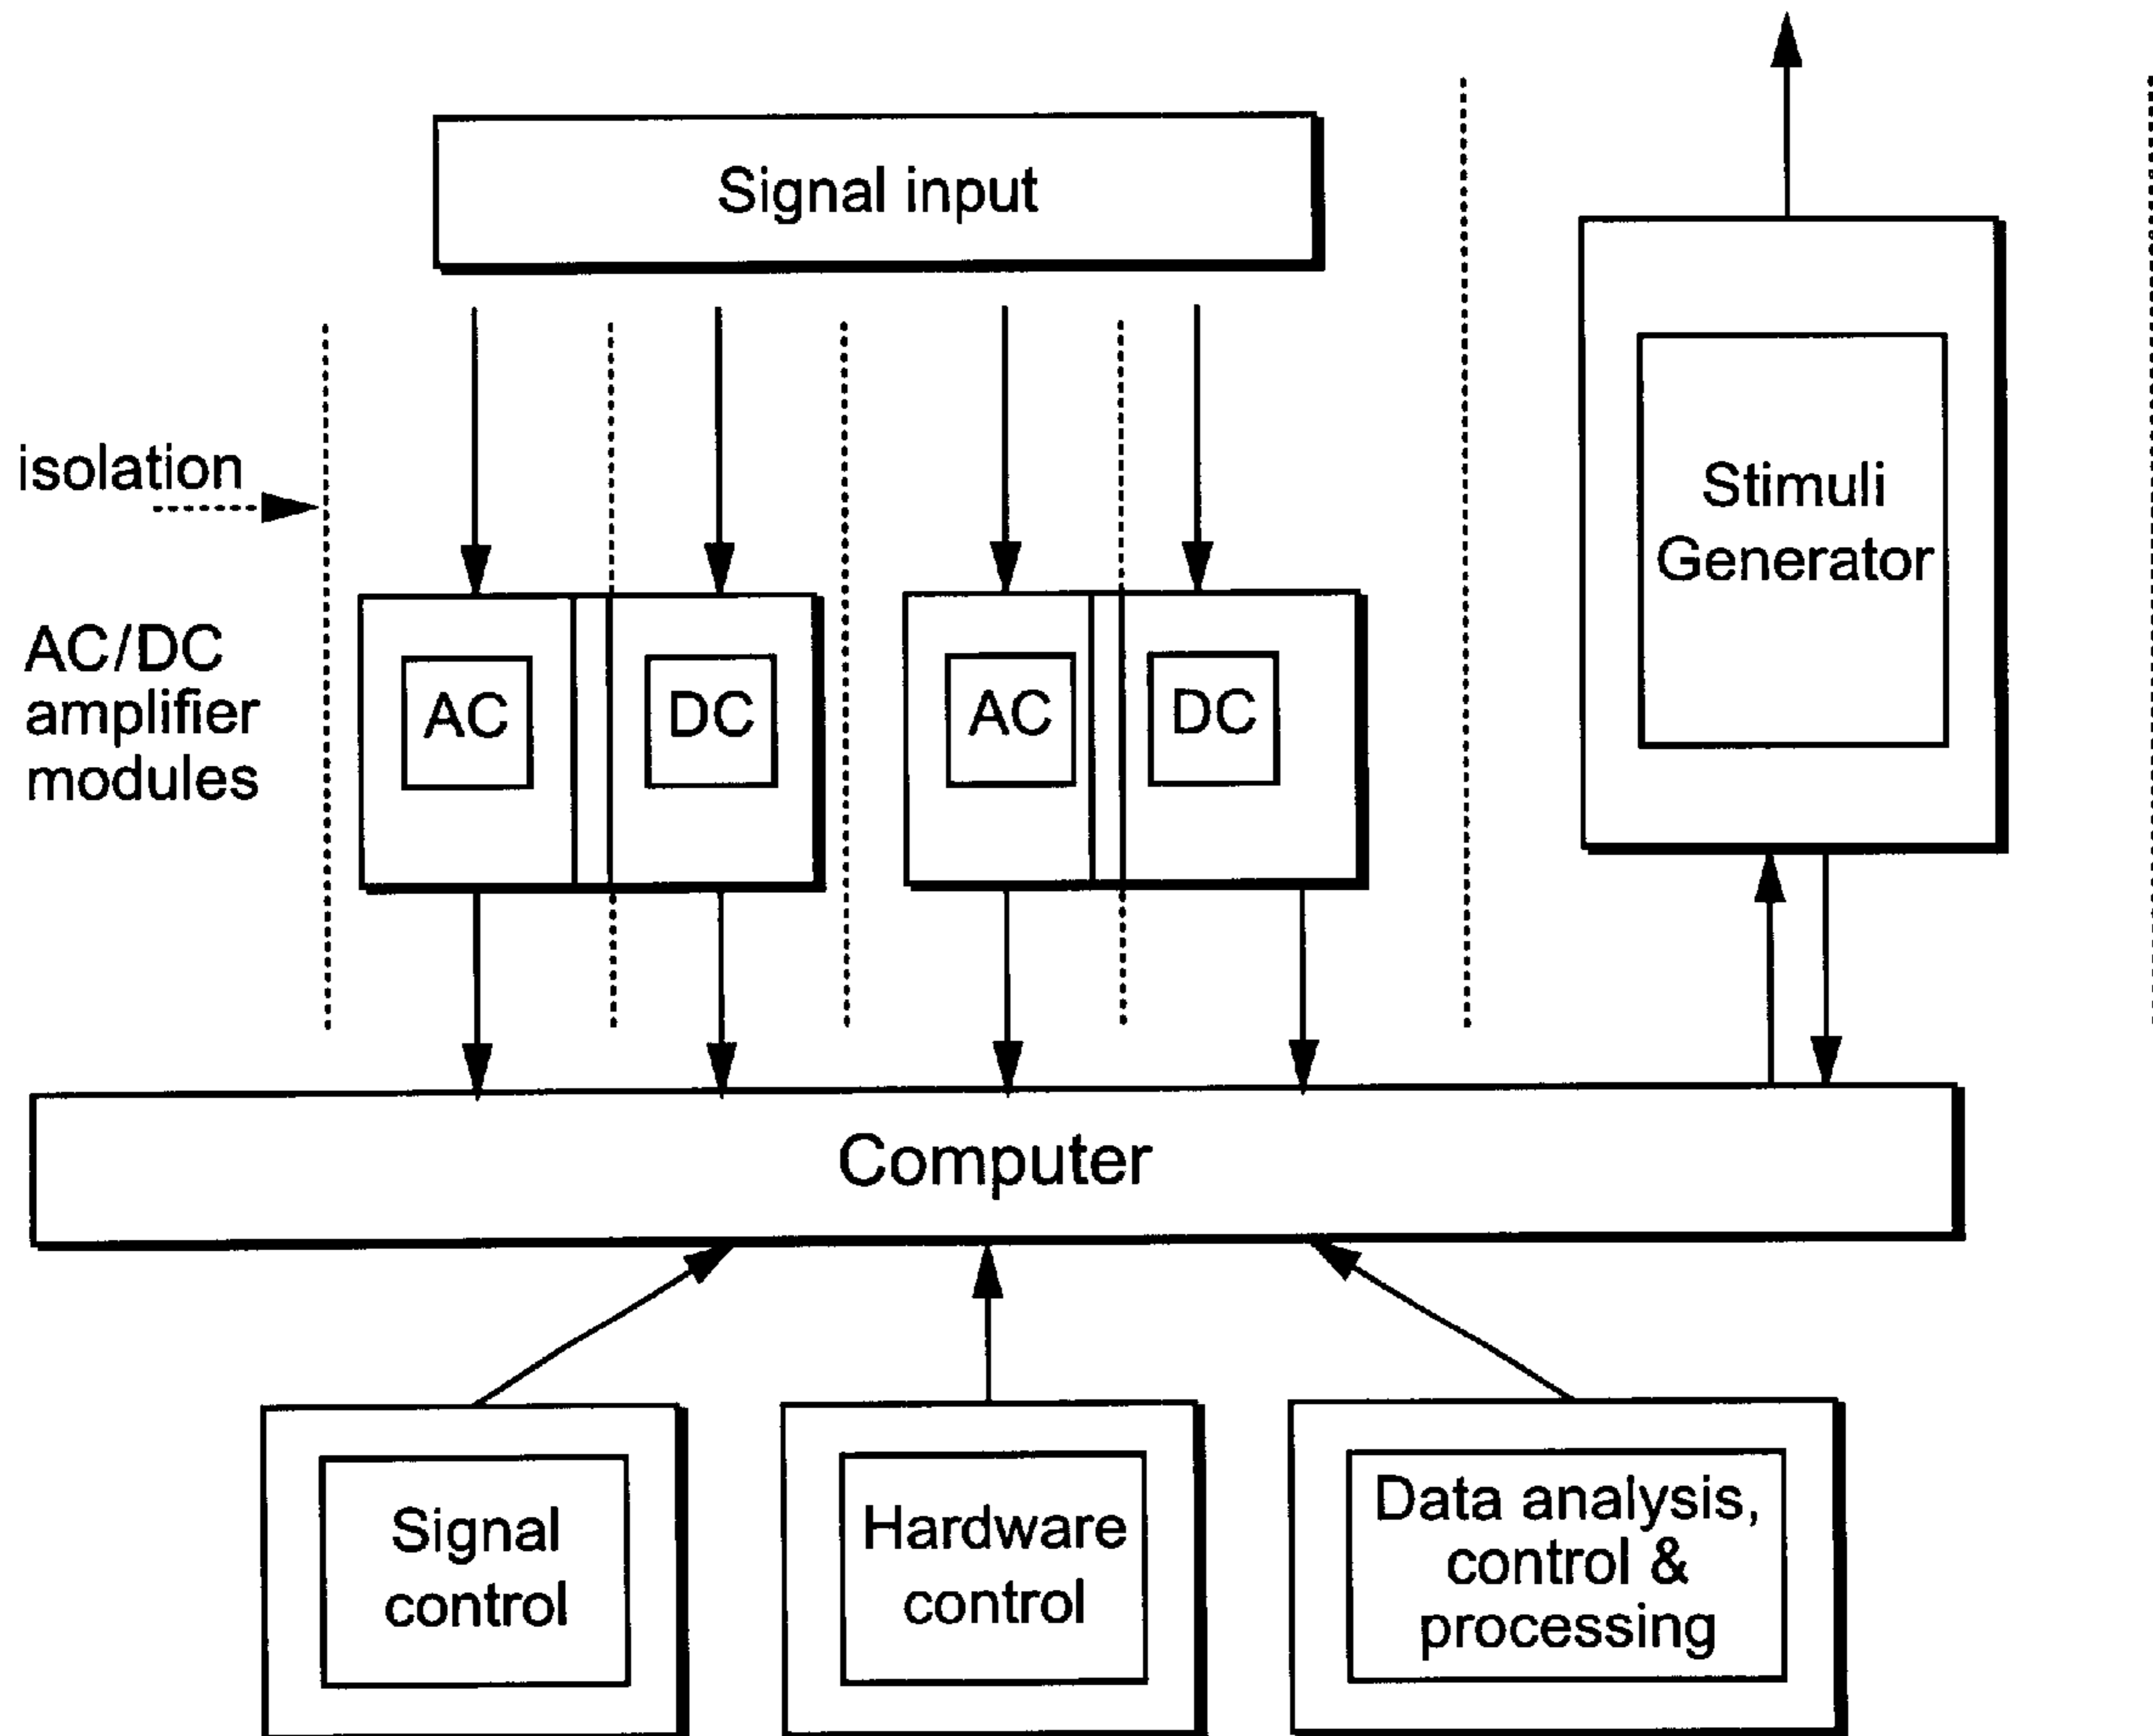 Signal input
isolation
Stimuli
Generator
AC/DC
amplifier
modules
AC
DC
AC
DC
Computer
Signal
control
Hardware
control
Data analysis,
control &
processing